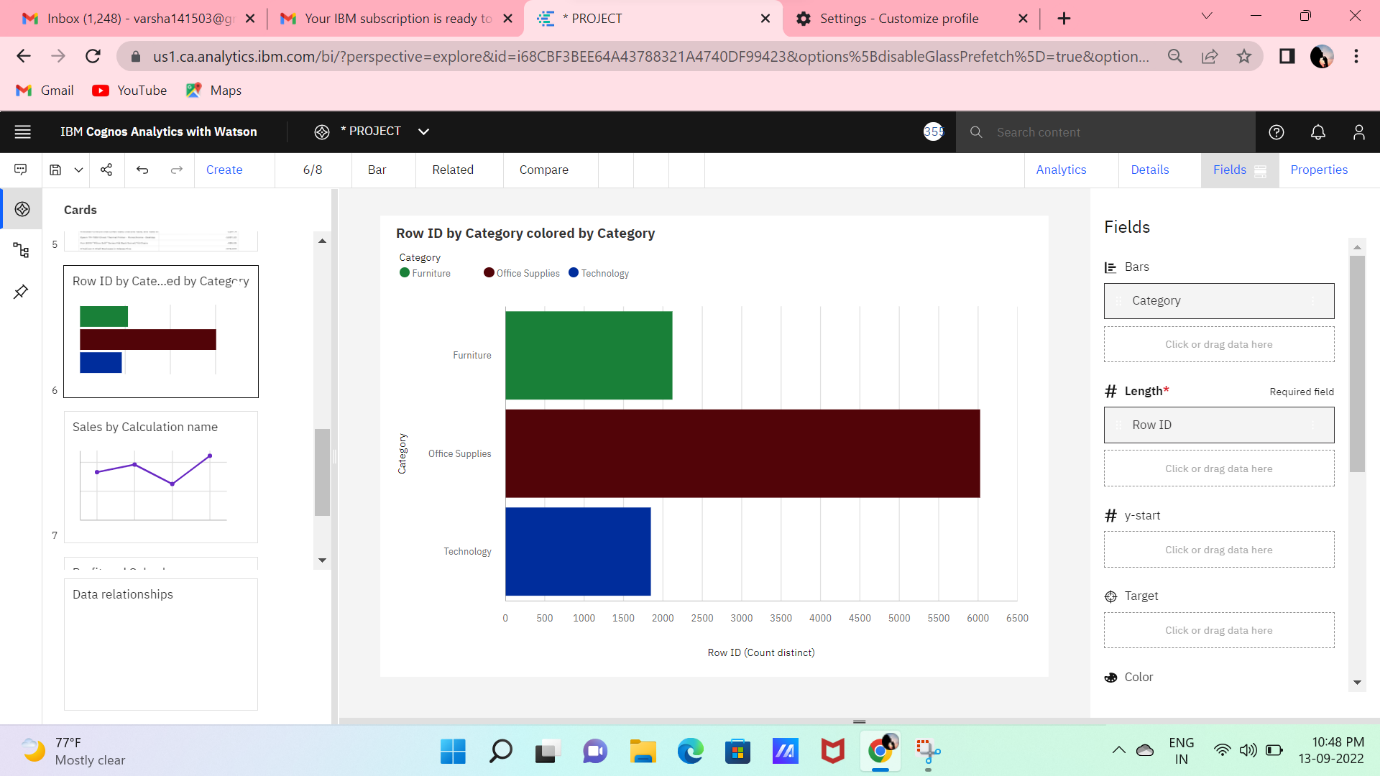 Inbox (1,248) - varsha141503@g
Your IBM subscription is ready to
* PROJECT
Settings - Customize profile
us1.ca.analytics.ibm.com/bi/?perspective=explore&id=i68CBF3BEE64A43788321A4740DF99423&options%5BdisableGlassPrefetch%5D=true&option...
Gmail
YouTube
Maps
IBM Cognos Analytics with Watson
* PROJECT
355
Search content
Create
6/8
Bar
Related
Compare
Analytics
Details
Fields
Properties
Cards
5
Row ID by Cate...ed by Category
6
Sales by Calculation name
7
Data relationships
Row ID by Category colored by Category
Category
Furniture
Office Supplies
Technology
Category
Furniture
Office Supplies
Technology
0 500 1000 1500 2000 2500 3000 3500 4000 4500 5000 5500 6000 6500
Row ID (Count distinct)
Fields
Bars
Category
Click or drag data here
# Length*
Required field
Row ID
Click or drag data here
# y-start
Click or drag data here
Target
Click or drag data here
Color
77°F
Mostly clear
ENG
IN
10:48 PM
13-09-2022